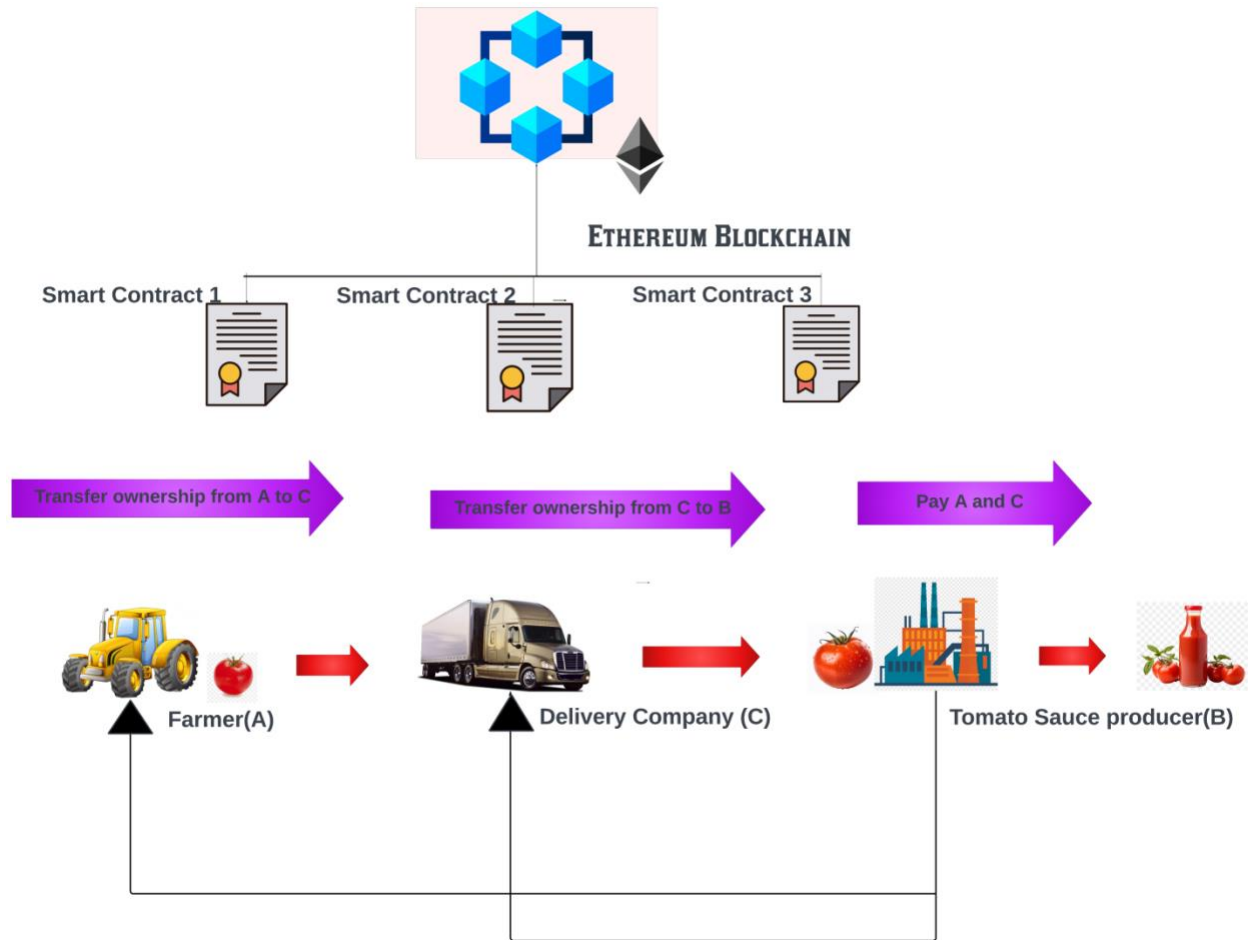 ETHEREUM BLOCKCHAIN
Smart Contract 1
Smart Contract 2
Smart Contract 3
Transfer ownership from A to C
Transfer ownership from C to B
Pay A and C
Farmer(A)
Delivery Company (C)
Tomato Sauce producer(B)